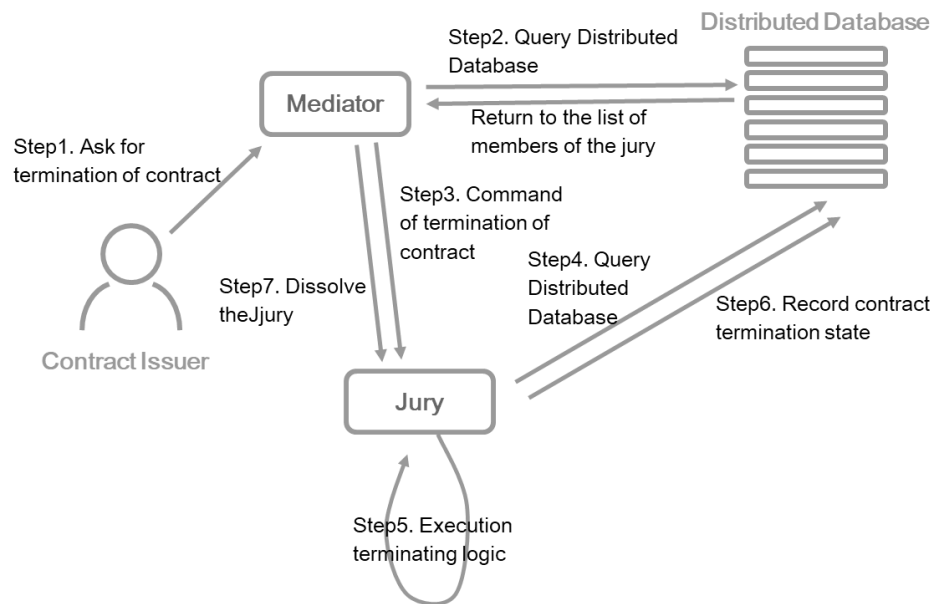 Distributed Database
Step2. Query Distributed
Database
Mediator
Return to the list of
members of the jury
Step1. Ask for
termination of contract
Step3. Command
of termination of
contract
Step4. Query
Distributed
Database
Step7. Dissolve
theJjury
Step6. Record contract
termination state
Contract Issuer
Jury
Step5. Execution
terminating logic